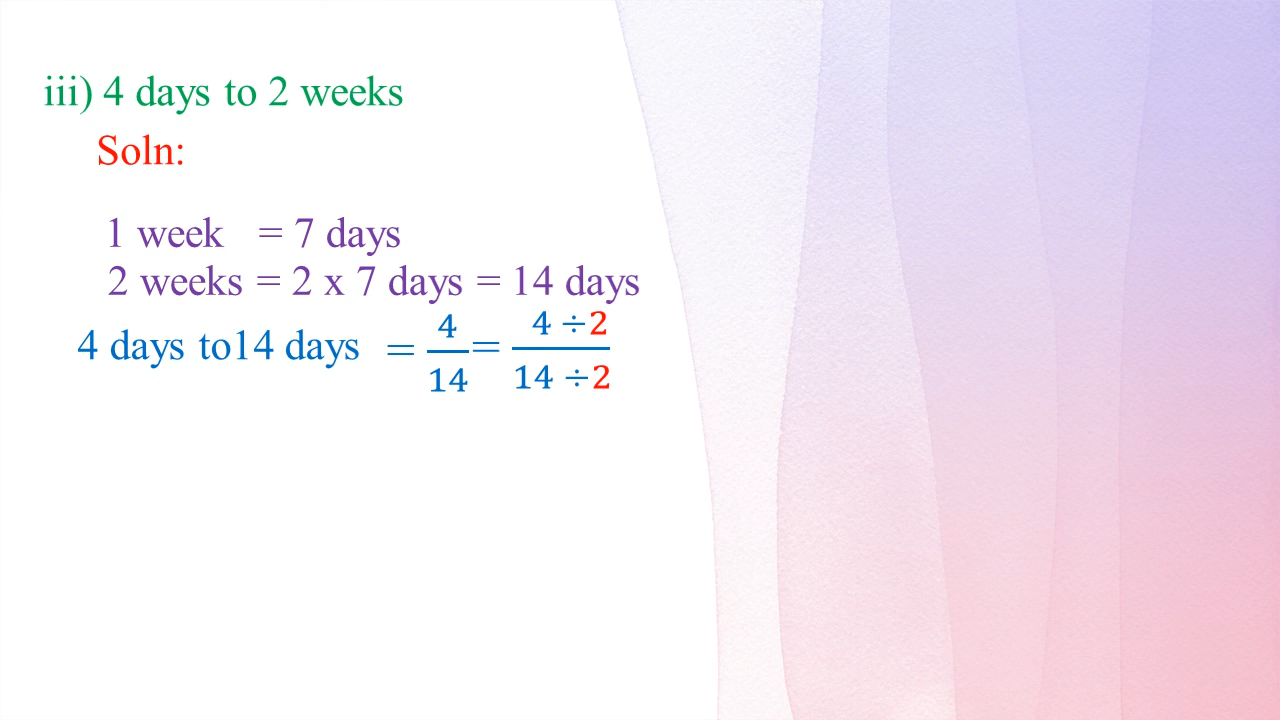 iii) 4 days to 2 weeks
Soln:
1 week = 7 days
2 weeks = 2 x 7 days = 14 days
4 days to14 days = 4/14 = 4 ÷2/14 ÷2